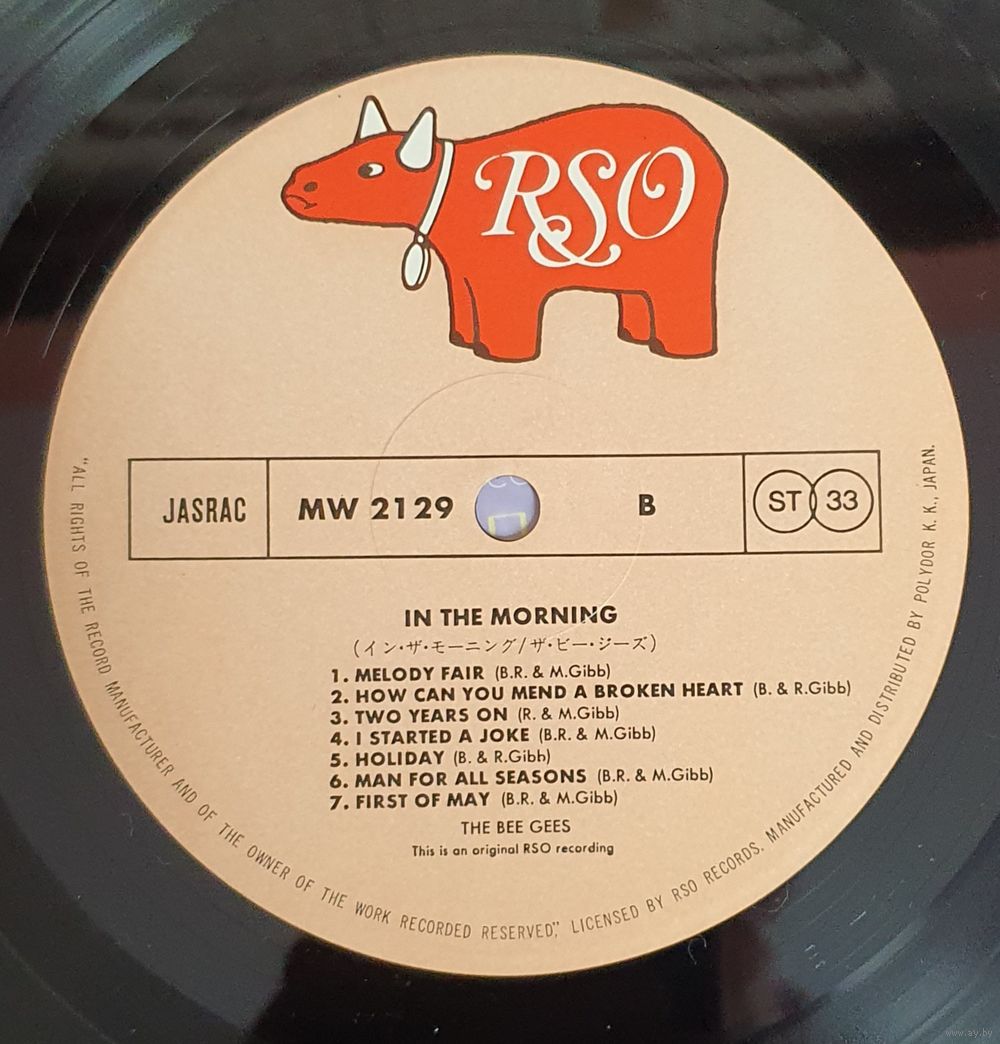 RSO
JASRAC
MW 2129
B
ST 33
IN THE MORNING
(イン・ザ・モーニング/ザ・ビー・ジーズ)
1. MELODY FAIR (B.R. & M.Gibb)
2. HOW CAN YOU MEND A BROKEN HEART (B. & R.Gibb)
3. TWO YEARS ON (R. & M.Gibb)
4. I STARTED A JOKE (B.R. & M.Gibb)
5. HOLIDAY (B. & R.Gibb)
6. MAN FOR ALL SEASONS (B.R. & M.Gibb)
7. FIRST OF MAY (B.R. & M.Gibb)
THE BEE GEES
This is an original RSO recording
"ALL RIGHTS OF THE RECORD MANUFACTURER AND OF THE OWNER OF THE WORK RECORDED RESERVED", LICENSED BY RSO RECORDS. MANUFACTURED AND DISTRIBUTED BY POLYDOR K. K., JAPAN.
www.ay.by